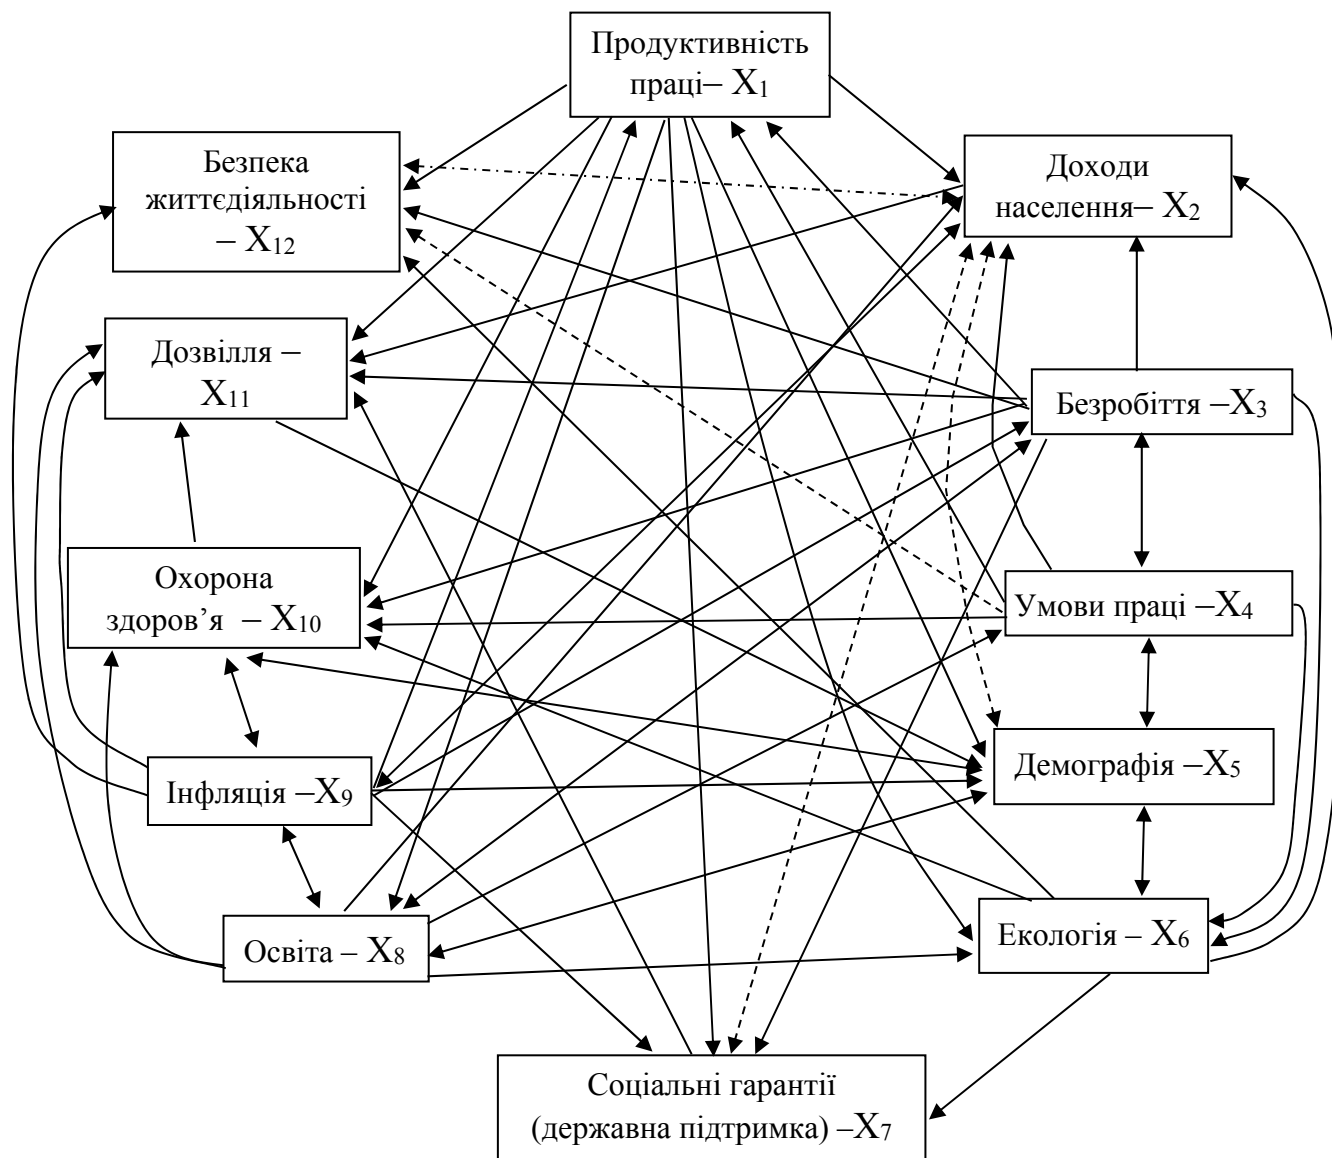 Продуктивність
праці– X1
Безпека
життєдіяльності
– X12
Доходи
населення– X2
Дозвілля –
X11
Безробіття –X3
Охорона
здоров’я – X10
Умови праці –X4
Інфляція –X9
Демографія –X5
Освіта – X8
Екологія – X6
Соціальні гарантії
(державна підтримка) –X7